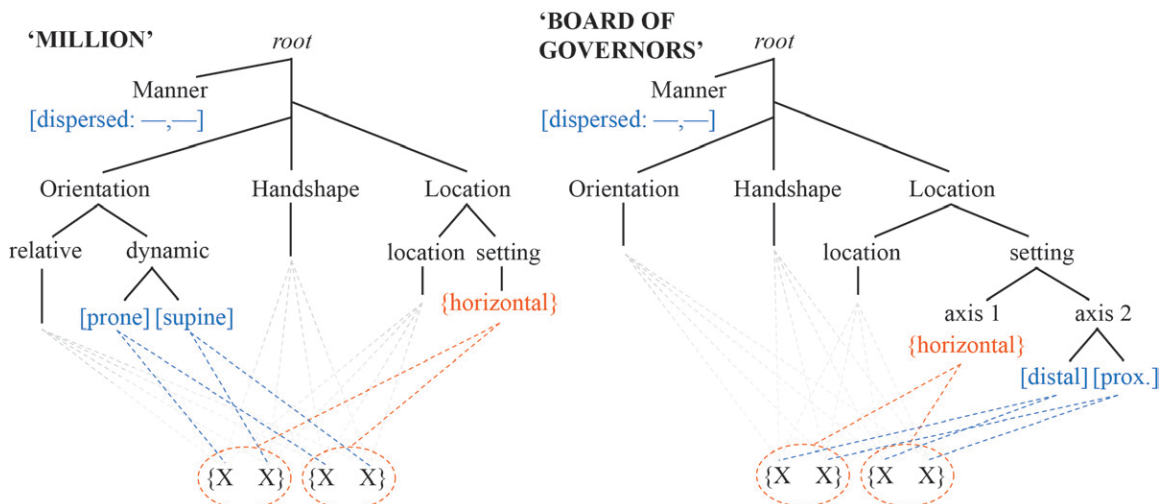 ‘MILLION’
root
Manner
[dispersed: —,—]
Orientation
Handshape
Location
relative
dynamic
location
setting
[prone] [supine]
{horizontal}
{X X} {X X}
‘BOARD OF
GOVERNORS’
root
Manner
[dispersed: —,—]
Orientation
Handshape
Location
location
setting
axis 1
axis 2
{horizontal}
[distal] [prox.]
{X X} {X X}